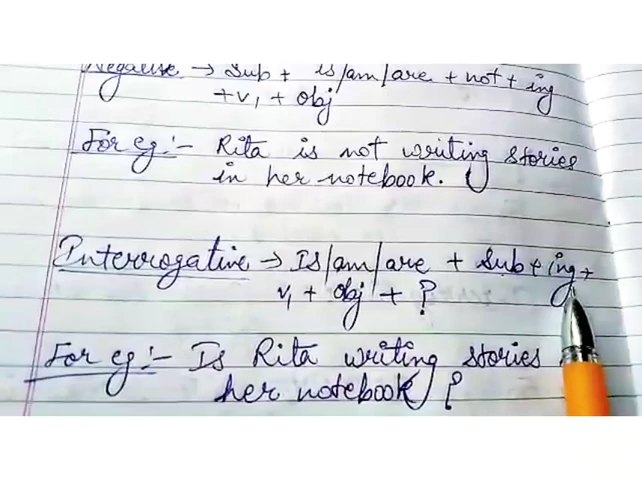 Negative → Sub + is/am/are + not + ing
+ v1 + obj
For eg:- Rita is not writing stories
in her notebook.
Interrogative → Is/am/are + Sub + ing +
v1 + obj + ?
For eg:- Is Rita writing stories
her notebook ?